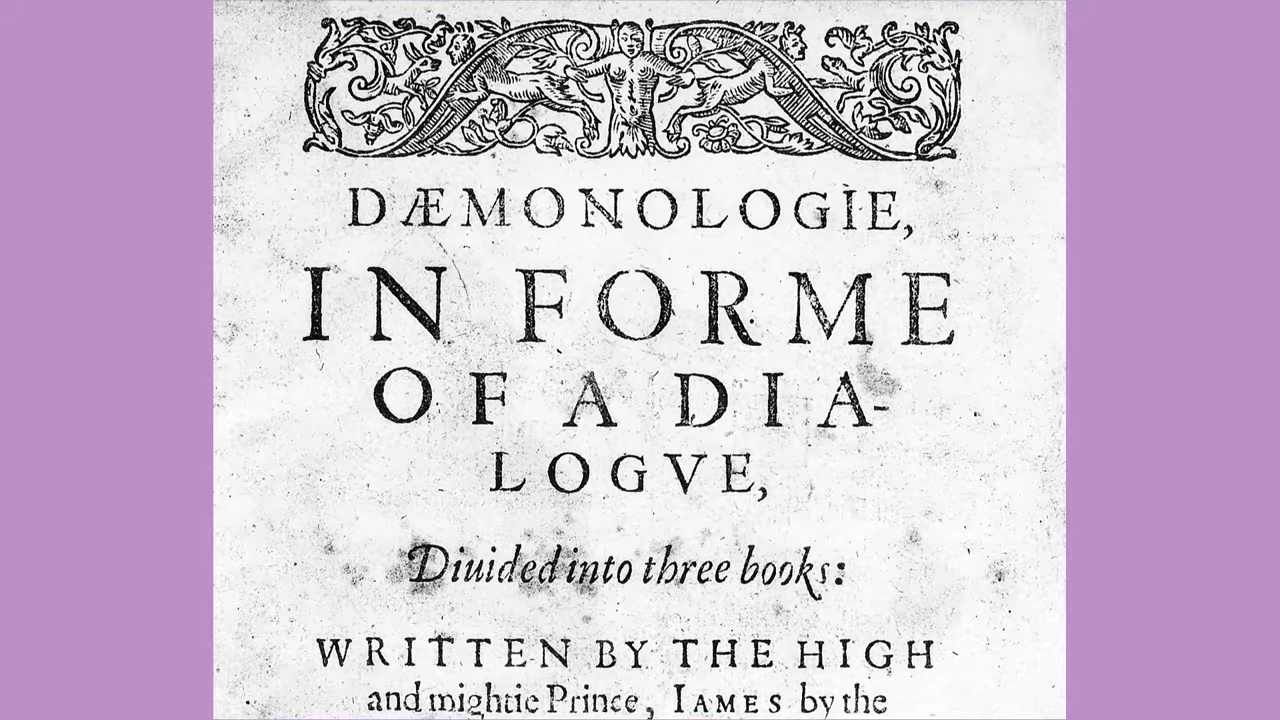 DÆMONOLOGIE,
IN FORME
OF A DIA-
LOGVE,
Diuided into three books:
WRITTEN BY THE HIGH
and mightie Prince, IAMES by the